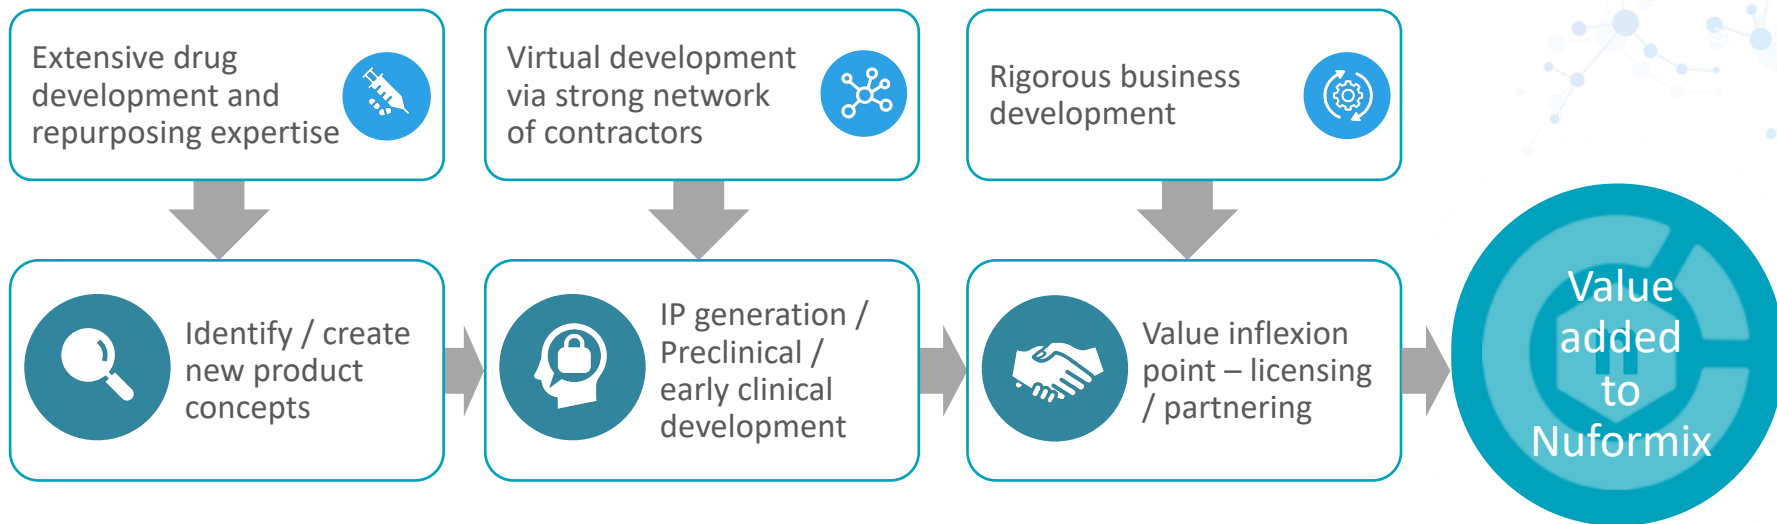 Extensive drug
development and
repurposing expertise
Virtual development
via strong network
of contractors
Rigorous business
development
Identify / create
new product
concepts
IP generation /
Preclinical /
early clinical
development
Value inflexion
point – licensing
/ partnering
Value
added
to
Nuformix